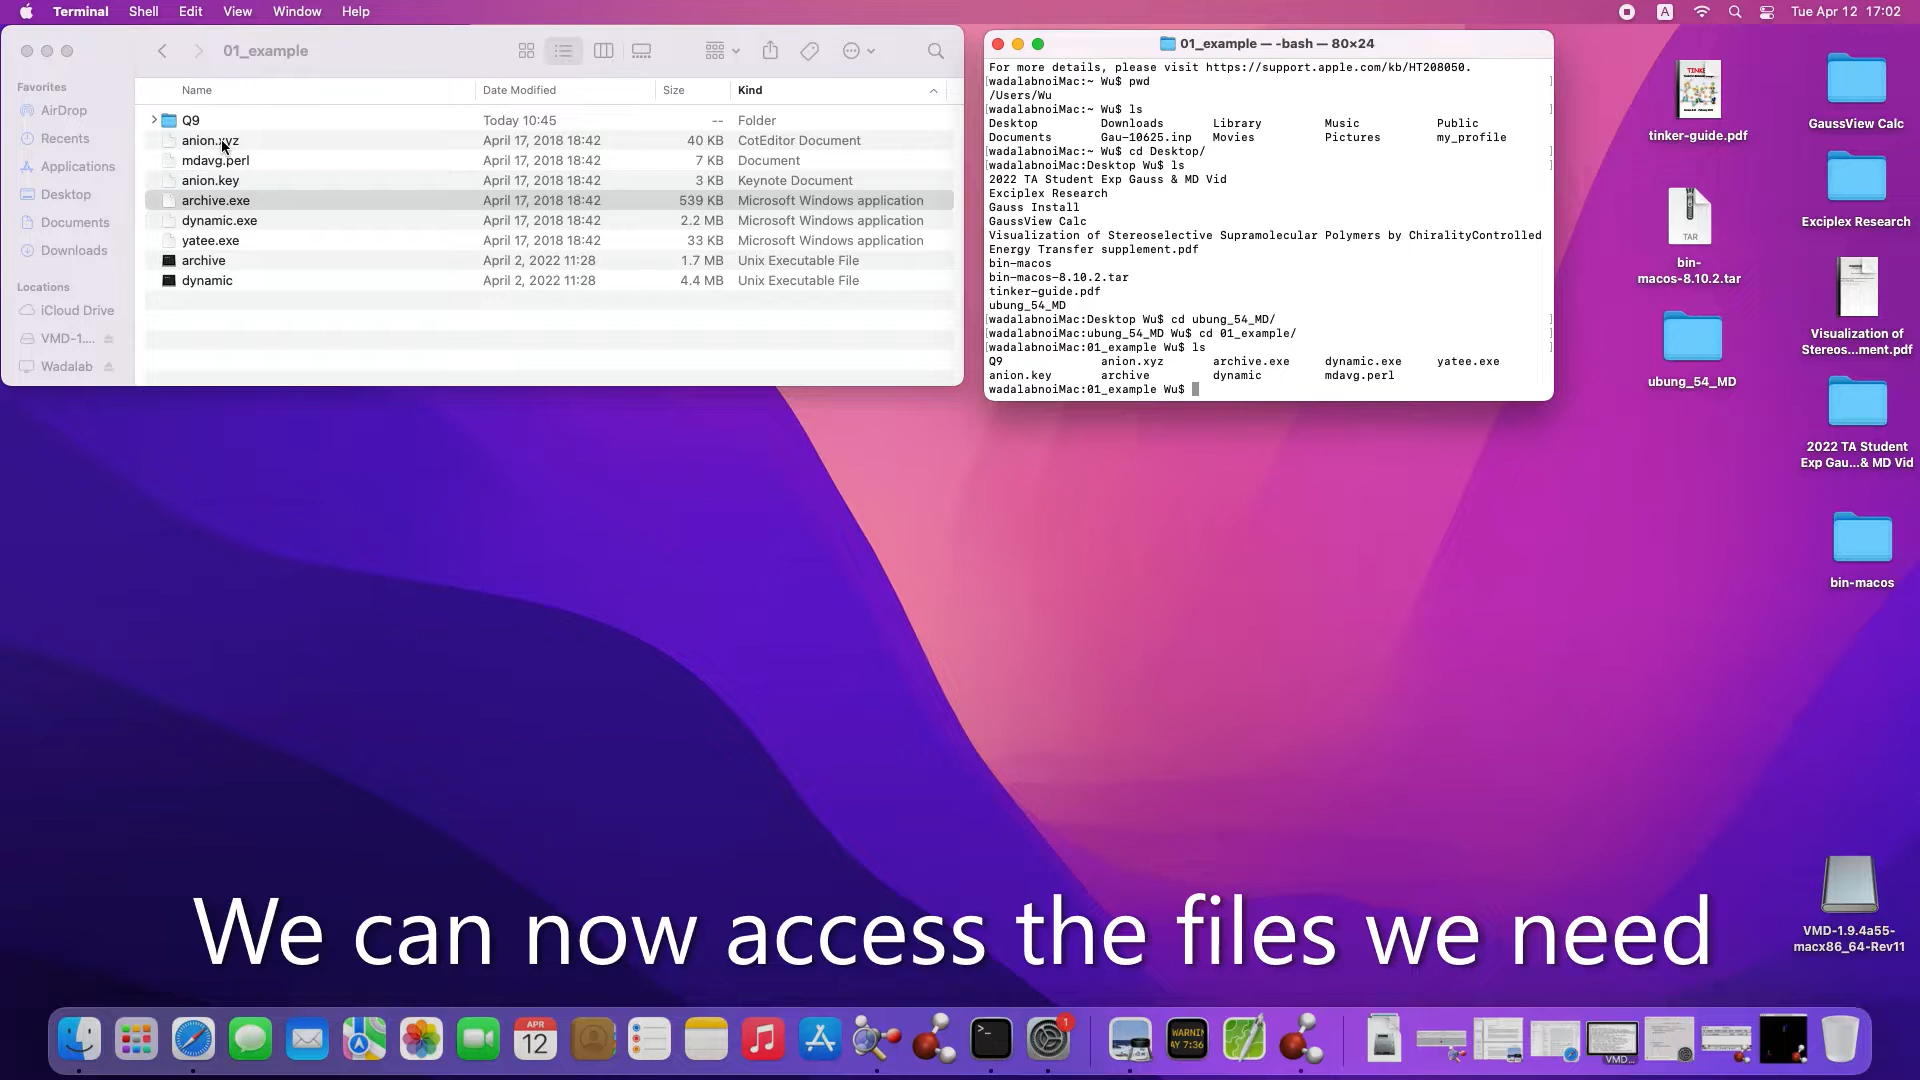 Terminal Shell Edit View Window Help
A Tue Apr 12 17:02
01_example
Favorites
AirDrop
Recents
Applications
Desktop
Documents
Downloads
Locations
iCloud Drive
VMD-1....
Wadalab
Name Date Modified Size Kind
Q9 Today 10:45 -- Folder
anion.xyz April 17, 2018 18:42 40 KB CotEditor Document
mdavg.perl April 17, 2018 18:42 7 KB Document
anion.key April 17, 2018 18:42 3 KB Keynote Document
archive.exe April 17, 2018 18:42 539 KB Microsoft Windows application
dynamic.exe April 17, 2018 18:42 2.2 MB Microsoft Windows application
yatee.exe April 17, 2018 18:42 33 KB Microsoft Windows application
archive April 2, 2022 11:28 1.7 MB Unix Executable File
dynamic April 2, 2022 11:28 4.4 MB Unix Executable File
01_example — -bash — 80×24
For more details, please visit https://support.apple.com/kb/HT208050.
[wadalabnoiMac:~ Wu$ pwd ]
/Users/Wu
[wadalabnoiMac:~ Wu$ ls ]
Desktop Downloads Library Music Public
Documents Gau-10625.inp Movies Pictures my_profile
[wadalabnoiMac:~ Wu$ cd Desktop/ ]
[wadalabnoiMac:Desktop Wu$ ls ]
2022 TA Student Exp Gauss & MD Vid
Exciplex Research
Gauss Install
GaussView Calc
Visualization of Stereoselective Supramolecular Polymers by ChiralityControlled
Energy Transfer supplement.pdf
bin-macos
bin-macos-8.10.2.tar
tinker-guide.pdf
ubung_54_MD
[wadalabnoiMac:Desktop Wu$ cd ubung_54_MD/ ]
[wadalabnoiMac:ubung_54_MD Wu$ cd 01_example/ ]
[wadalabnoiMac:01_example Wu$ ls ]
Q9 anion.xyz archive.exe dynamic.exe yatee.exe
anion.key archive dynamic mdavg.perl
wadalabnoiMac:01_example Wu$
TINKE
tinker-guide.pdf
TAR
bin-
macos-8.10.2.tar
ubung_54_MD
GaussView Calc
Exciplex Research
Visualization of
Stereos...ment.pdf
2022 TA Student
Exp Gau...& MD Vid
bin-macos
VMD-1.9.4a55-
macx86_64-Rev11
We can now access the files we need
APR
12
1
WARNIN
AY 7:36
VMD...